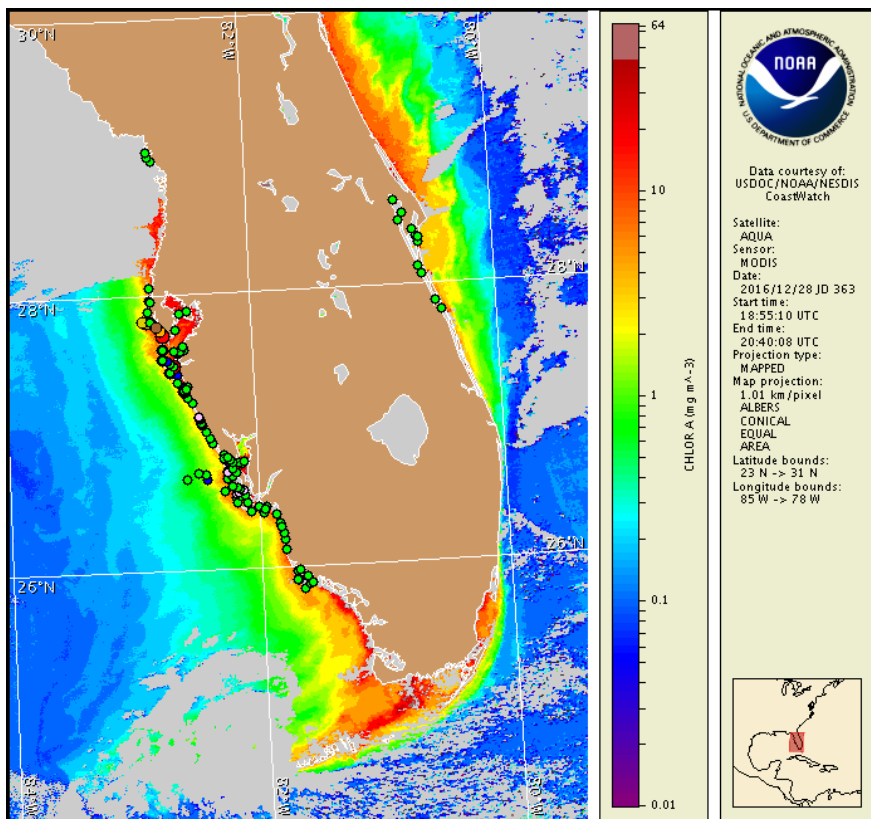 30°N
82°W
80°W
28°N
28°N
26°N
26°N
84°W
82°W
80°W
64
10
1
0.1
0.01
CHLOR A (mg m^-3)
NATIONAL OCEANIC AND ATMOSPHERIC ADMINISTRATION
NOAA
U.S. DEPARTMENT OF COMMERCE
Data courtesy of:
USDOC/NOAA/NESDIS
CoastWatch
Satellite:
AQUA
Sensor:
MODIS
Date:
2016/12/28 JD 363
Start time:
18:55:10 UTC
End time:
20:40:08 UTC
Projection type:
MAPPED
Map projection:
1.01 km/pixel
ALBERS
CONICAL
EQUAL
AREA
Latitude bounds:
23 N -> 31 N
Longitude bounds:
85 W -> 78 W